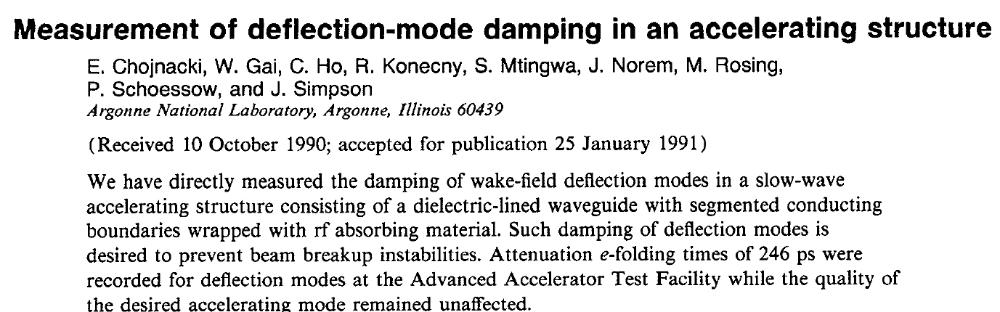 Measurement of deflection-mode damping in an accelerating structure
E. Chojnacki, W. Gai, C. Ho, R. Konecny, S. Mtingwa, J. Norem, M. Rosing,
P. Schoessow, and J. Simpson
Argonne National Laboratory, Argonne, Illinois 60439
(Received 10 October 1990; accepted for publication 25 January 1991)
We have directly measured the damping of wake-field deflection modes in a slow-wave
accelerating structure consisting of a dielectric-lined waveguide with segmented conducting
boundaries wrapped with rf absorbing material. Such damping of deflection modes is
desired to prevent beam breakup instabilities. Attenuation e-folding times of 246 ps were
recorded for deflection modes at the Advanced Accelerator Test Facility while the quality of
the desired accelerating mode remained unaffected.